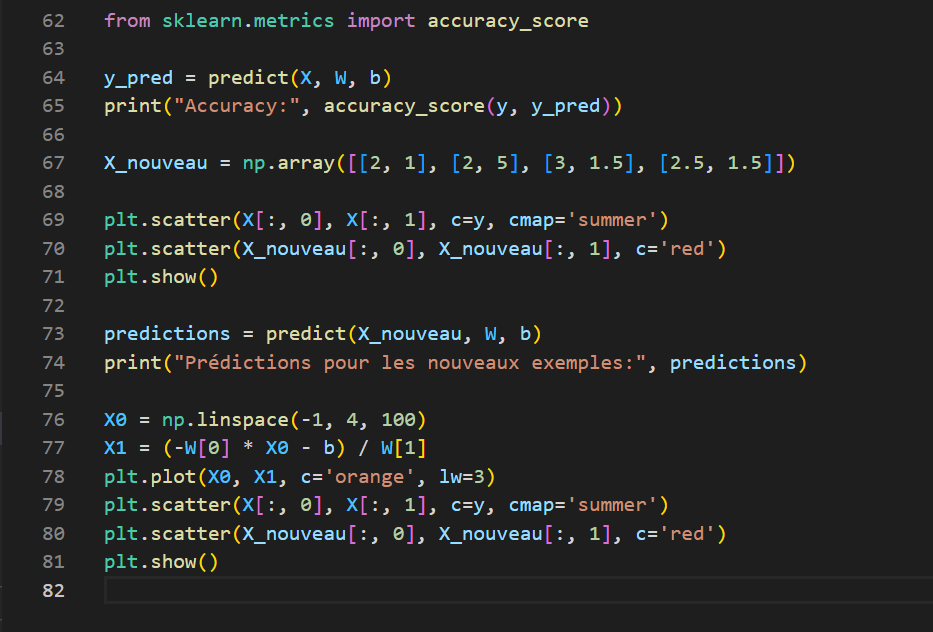 62 from sklearn.metrics import accuracy_score
63
64 y_pred = predict(X, W, b)
65 print("Accuracy:", accuracy_score(y, y_pred))
66
67 X_nouveau = np.array([[2, 1], [2, 5], [3, 1.5], [2.5, 1.5]])
68
69 plt.scatter(X[:, 0], X[:, 1], c=y, cmap='summer')
70 plt.scatter(X_nouveau[:, 0], X_nouveau[:, 1], c='red')
71 plt.show()
72
73 predictions = predict(X_nouveau, W, b)
74 print("Prédictions pour les nouveaux exemples:", predictions)
75
76 X0 = np.linspace(-1, 4, 100)
77 X1 = (-W[0] * X0 - b) / W[1]
78 plt.plot(X0, X1, c='orange', lw=3)
79 plt.scatter(X[:, 0], X[:, 1], c=y, cmap='summer')
80 plt.scatter(X_nouveau[:, 0], X_nouveau[:, 1], c='red')
81 plt.show()
82